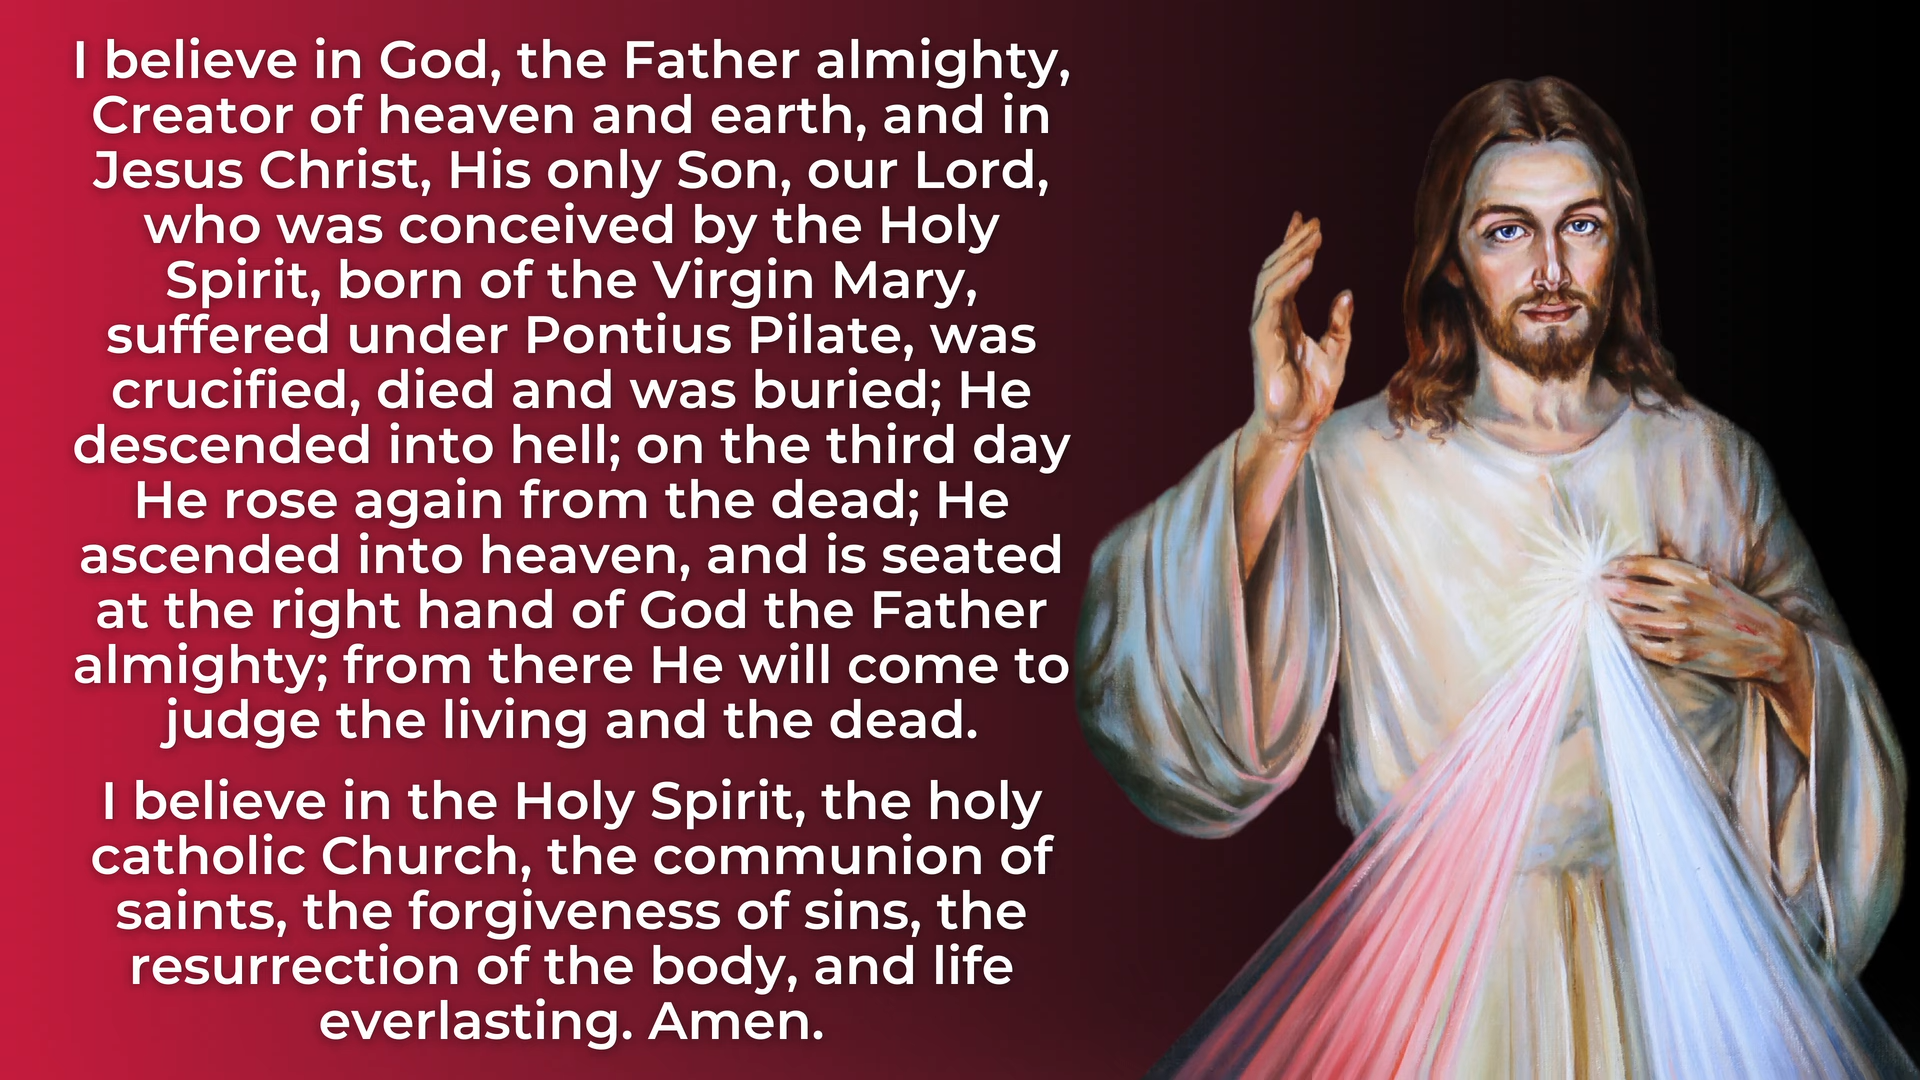 I believe in God, the Father almighty,
Creator of heaven and earth, and in
Jesus Christ, His only Son, our Lord,
who was conceived by the Holy
Spirit, born of the Virgin Mary,
suffered under Pontius Pilate, was
crucified, died and was buried; He
descended into hell; on the third day
He rose again from the dead; He
ascended into heaven, and is seated
at the right hand of God the Father
almighty; from there He will come to
judge the living and the dead.
I believe in the Holy Spirit, the holy
catholic Church, the communion of
saints, the forgiveness of sins, the
resurrection of the body, and life
everlasting. Amen.